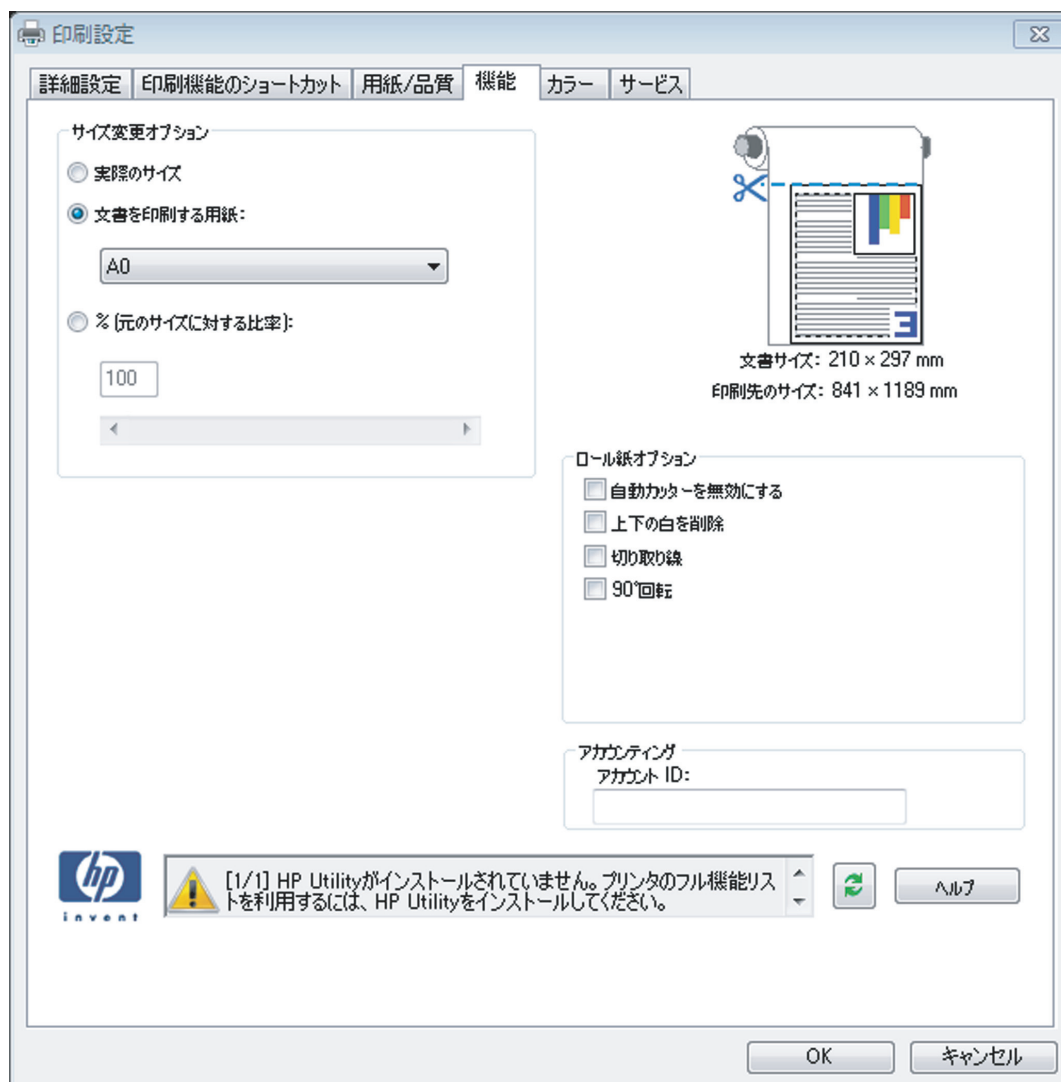 印刷設定
詳細設定 印刷機能のショートカット 用紙/品質 機能 カラー サービス
サイズ変更オプション
実際のサイズ
文書を印刷する用紙:
A0
% (元のサイズに対する比率):
100
3
文書サイズ: 210 × 297 mm
印刷先のサイズ: 841 × 1189 mm
ロール紙オプション
自動カッターを無効にする
上下の白を削除
切り取り線
90°回転
アカウンティング
アカウント ID:
hp
invent
[1/1] HP Utilityがインストールされていません。プリンタのフル機能リス
トを利用するには、HP Utilityをインストールしてください。
ヘルプ
OK キャンセル